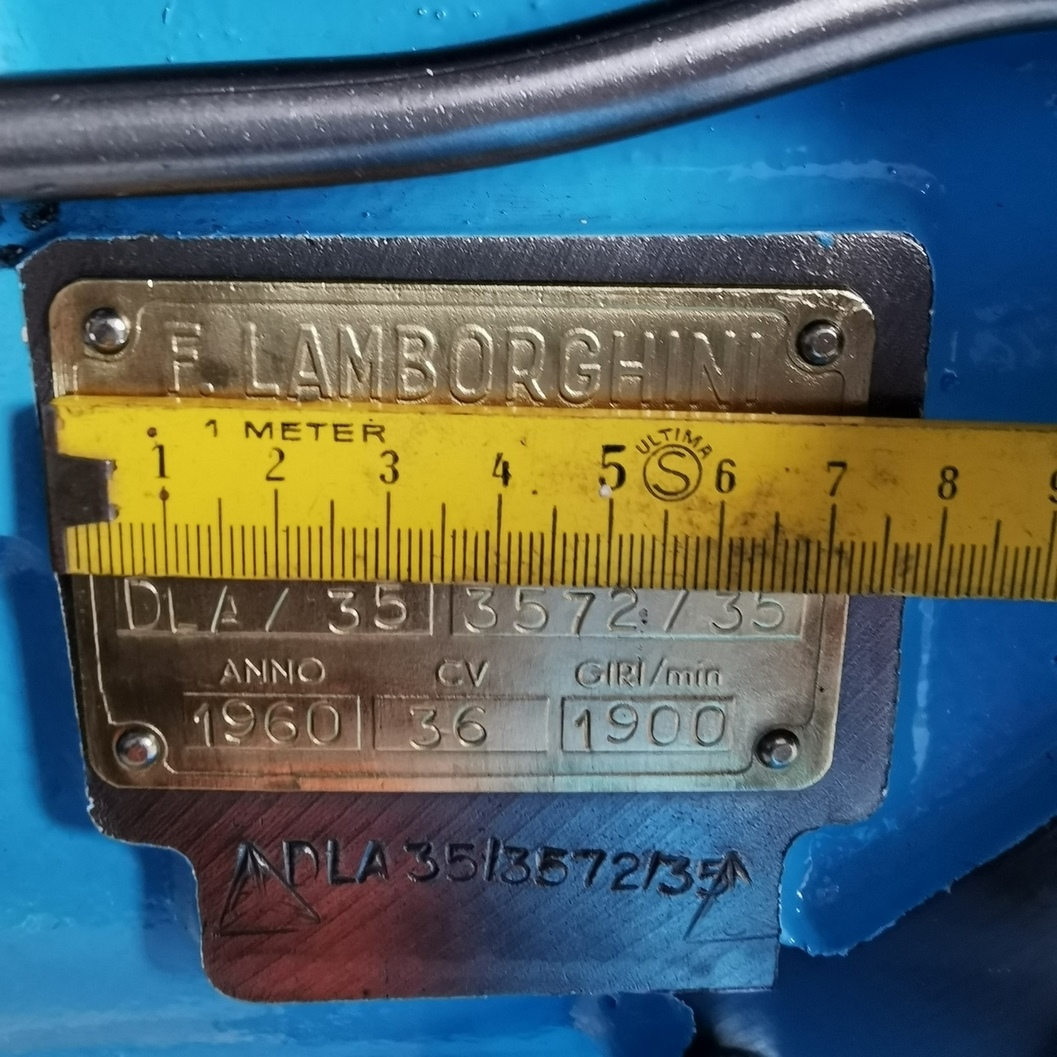 F. LAMBORGHINI
1 METER
ULTIMA
S
1 2 3 4 5 6 7 8 9
DLA/ 35 3572/35
ANNO CV GIRI/min
1960 36 1900
DLA 35/3572/35